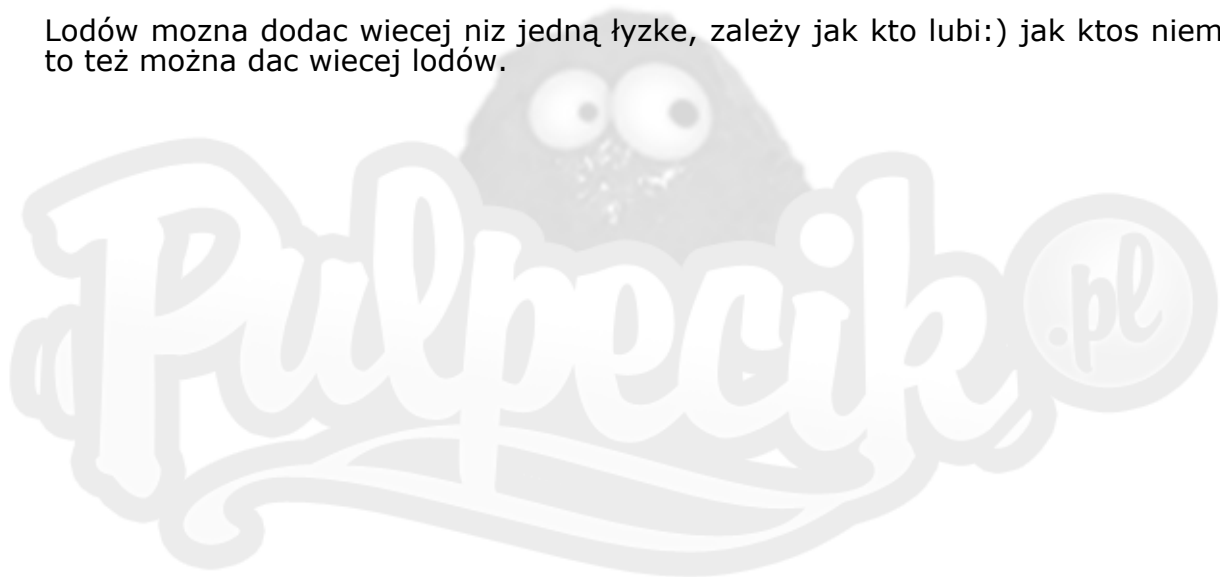 Lodów mozna dodac wiecej niz jedną łyzke, zależy jak kto lubi:) jak ktos niem
to też można dac wiecej lodów.
Pulpecik .pl